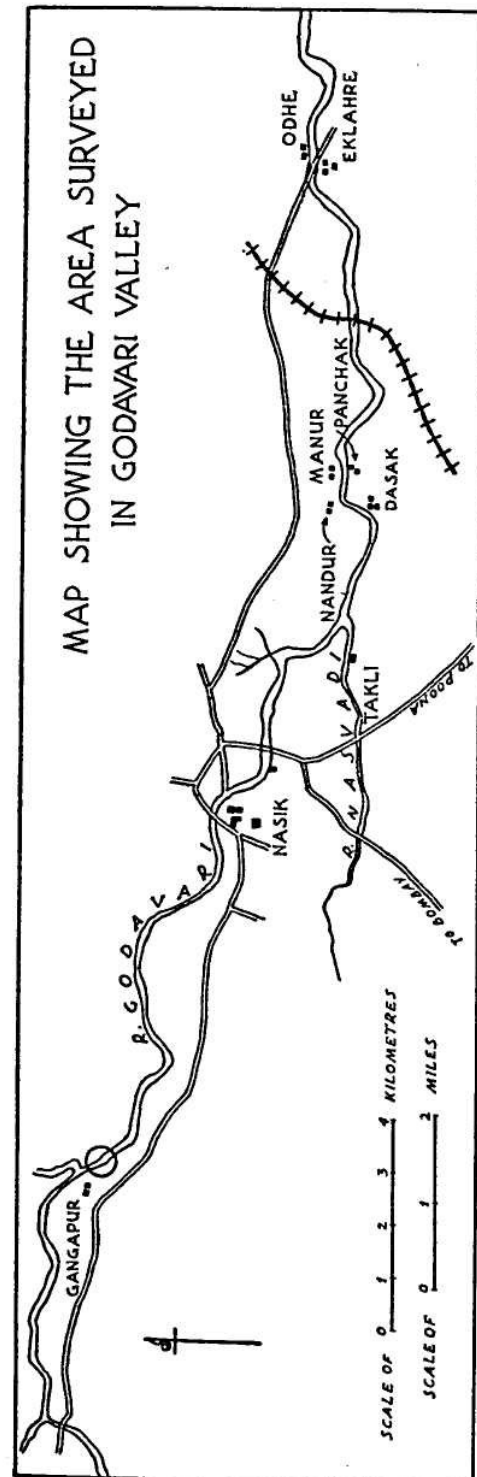 MAP SHOWING THE AREA SURVEYED
IN GODAVARI VALLEY
GANGAPUR
R. GODAVARI
NASIK
R. NASVADI
TAKLI
TO BOMBAY
TO POONA
NANDUR
MANUR
PANCHAK
DASAK
ODHE
EKLAHRE
SCALE OF 0 1 2 3 4 KILOMETRES
SCALE OF 0 1 2 MILES